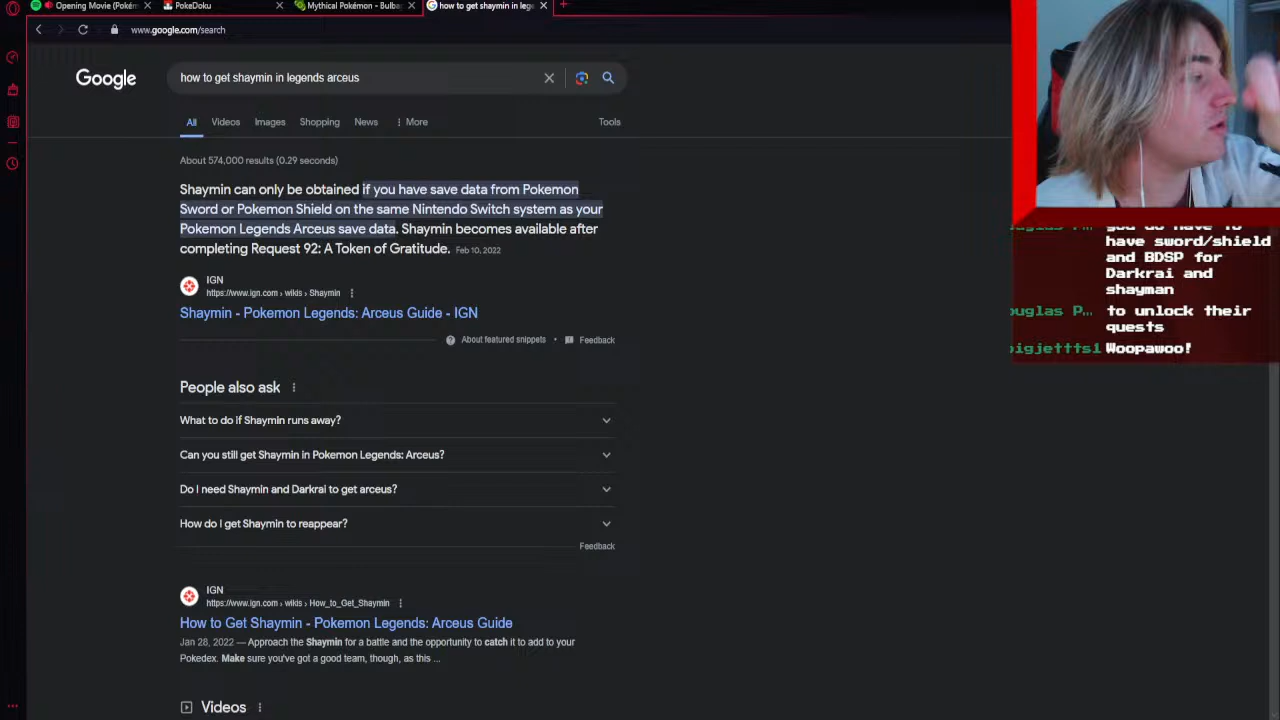 Opening Movie (Pokém
PokeDoku
Mythical Pokémon - Bulba
how to get shaymin in lege
www.google.com/search
Google
how to get shaymin in legends arceus
All
Videos
Images
Shopping
News
More
Tools
About 574,000 results (0.29 seconds)
Shaymin can only be obtained if you have save data from Pokemon
Sword or Pokemon Shield on the same Nintendo Switch system as your
Pokemon Legends Arceus save data. Shaymin becomes available after
completing Request 92: A Token of Gratitude. Feb 10, 2022
IGN
https://www.ign.com › wikis › Shaymin
Shaymin - Pokemon Legends: Arceus Guide - IGN
About featured snippets • Feedback
People also ask
What to do if Shaymin runs away?
Can you still get Shaymin in Pokemon Legends: Arceus?
Do I need Shaymin and Darkrai to get arceus?
How do I get Shaymin to reappear?
Feedback
IGN
https://www.ign.com › wikis › How_to_Get_Shaymin
How to Get Shaymin - Pokemon Legends: Arceus Guide
Jan 28, 2022 — Approach the Shaymin for a battle and the opportunity to catch it to add to your
Pokedex. Make sure you've got a good team, though, as this ...
Videos
you do have to
have sword/shield
and BDSP for
Darkrai and
shayman
ouglas P… to unlock their
quests
bigjettts1 Woopawoo!